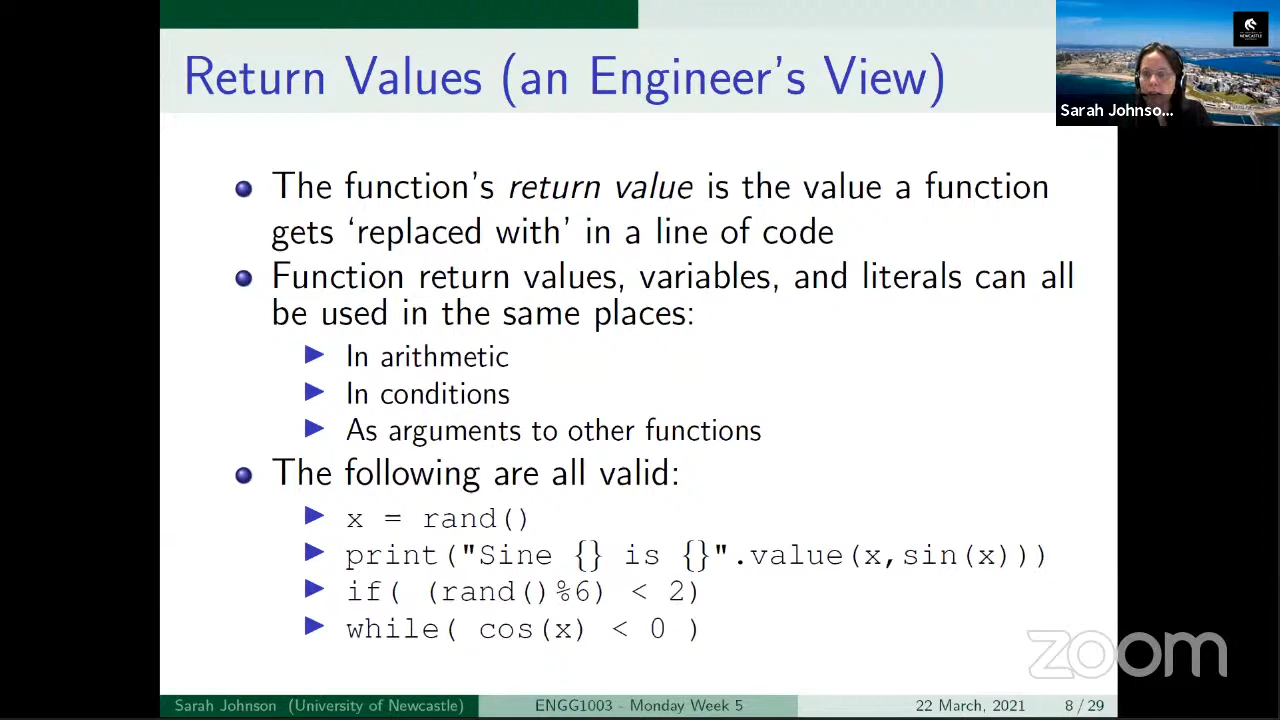 Return Values (an Engineer's View)
Sarah Johnso...
The function's return value is the value a function
gets ‘replaced with’ in a line of code
Function return values, variables, and literals can all
be used in the same places:
In arithmetic
In conditions
As arguments to other functions
The following are all valid:
x = rand()
print("Sine {} is {}".value(x,sin(x)))
if( (rand()%6) < 2)
while( cos(x) < 0 )
zoom
Sarah Johnson (University of Newcastle)
ENGG1003 - Monday Week 5
22 March, 2021
8 / 29